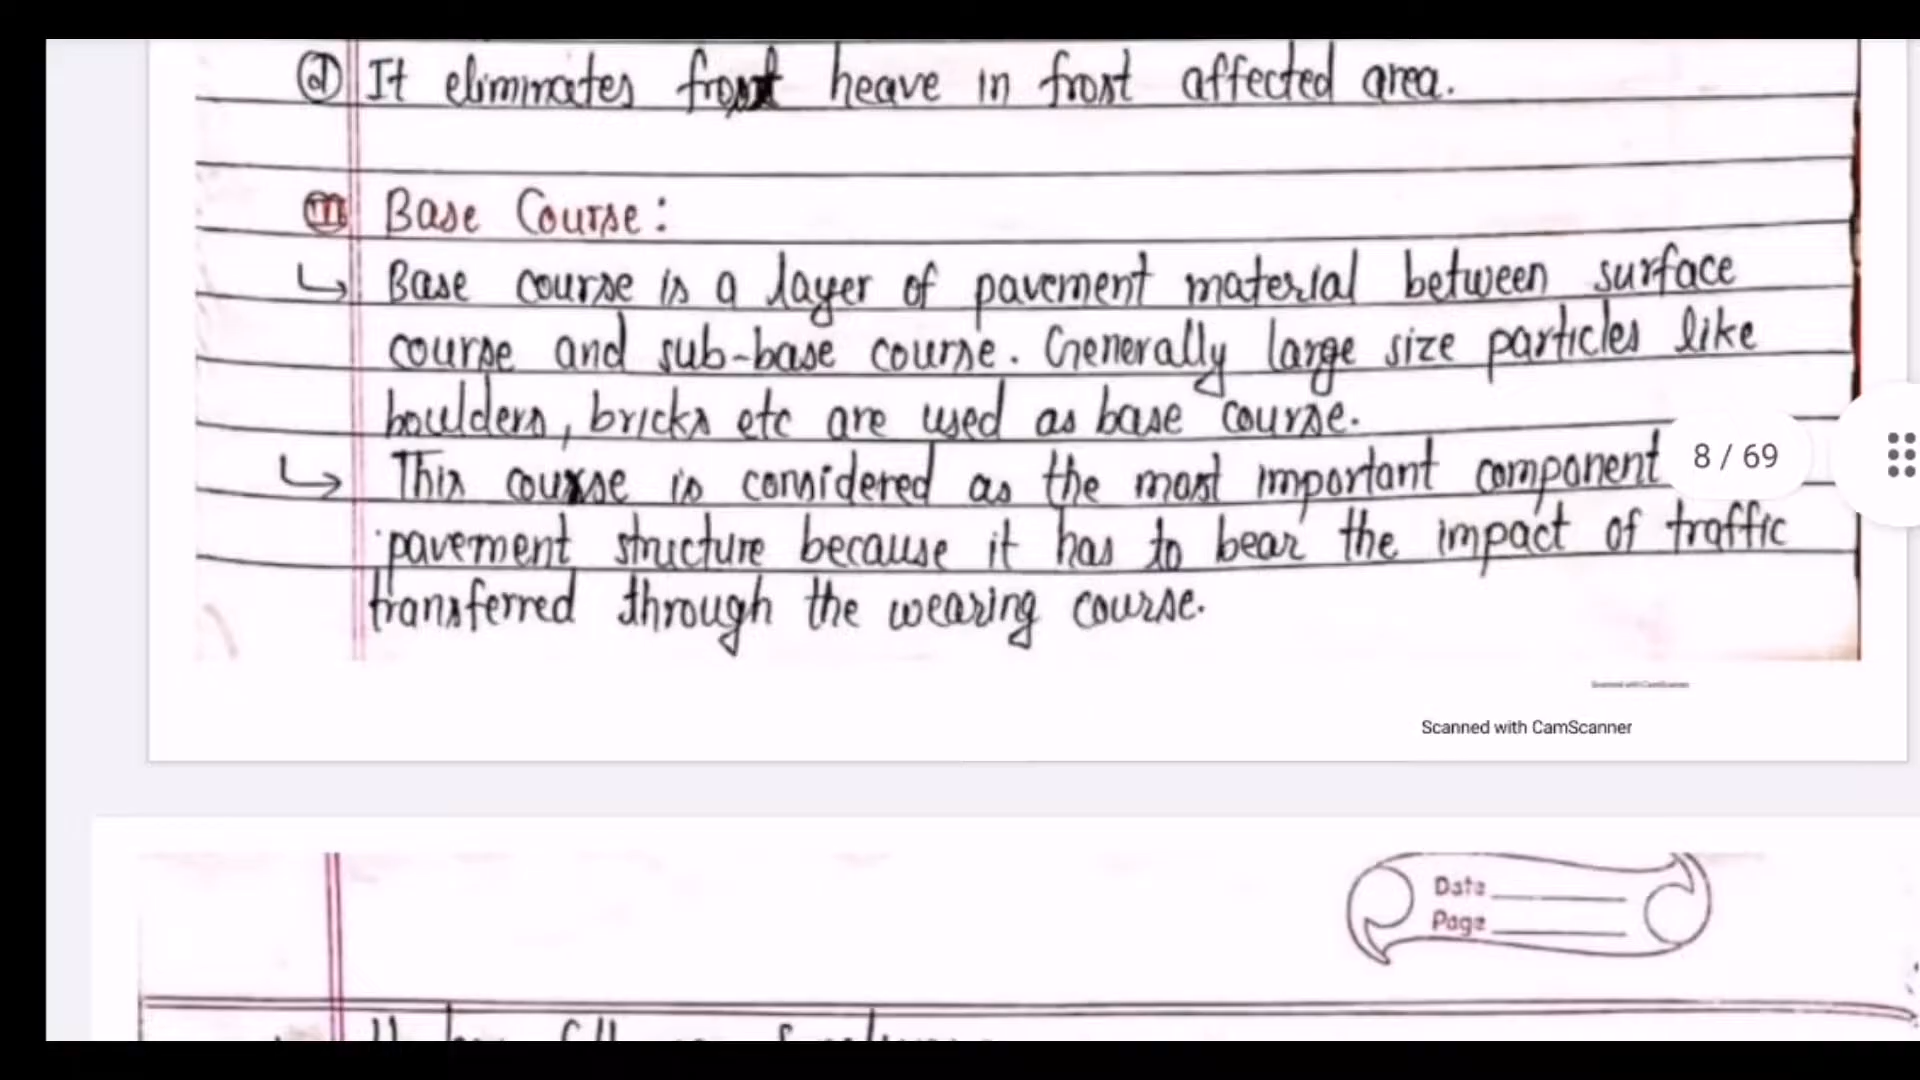 d It eliminates frost heave in frost affected area.
m Base Course:
↳ Base course is a layer of pavement material between surface
course and sub-base course. Generally large size particles like
boulders, bricks etc are used as base course.
↳ This course is considered as the most important component
pavement structure because it has to bear the impact of traffic
transferred through the wearing course.
8 / 69
Scanned with CamScanner
Scanned with CamScanner
Date
Page